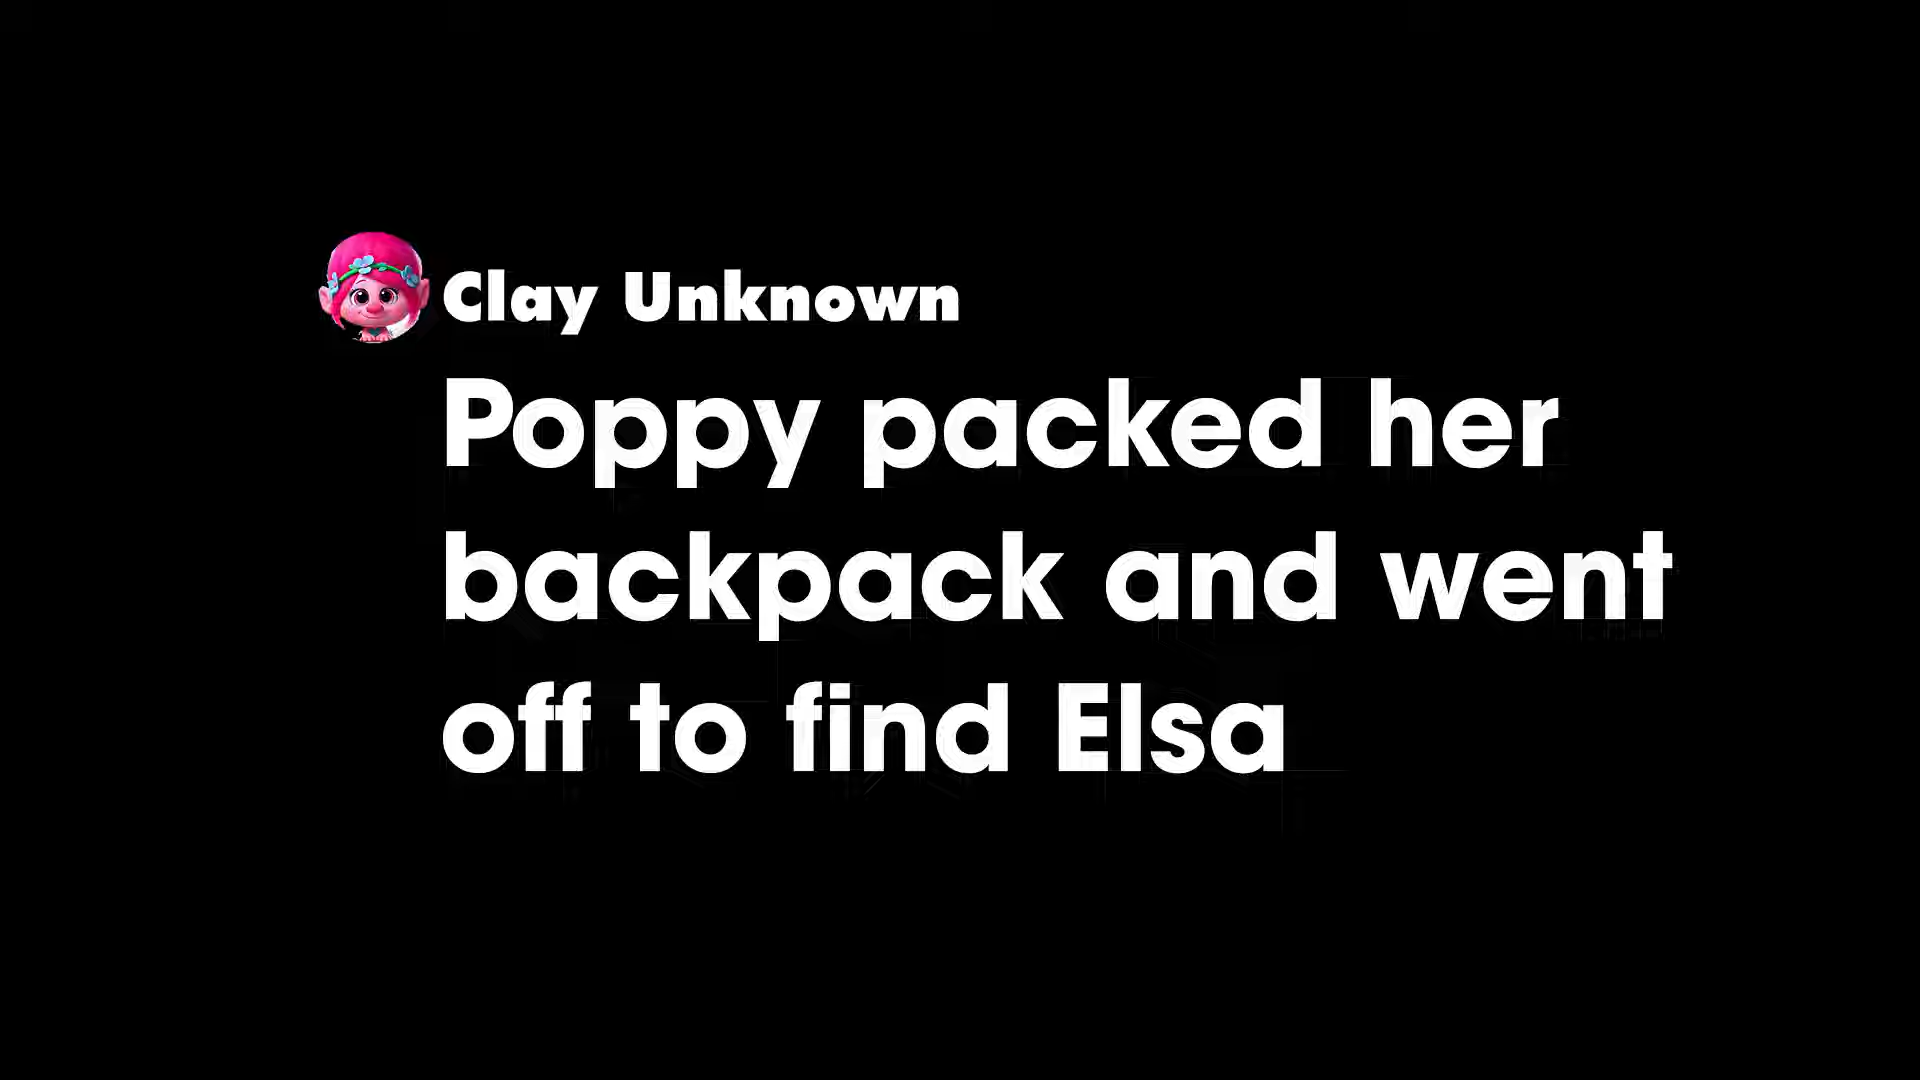 Clay Unknown
Poppy packed her
backpack and went
off to find Elsa